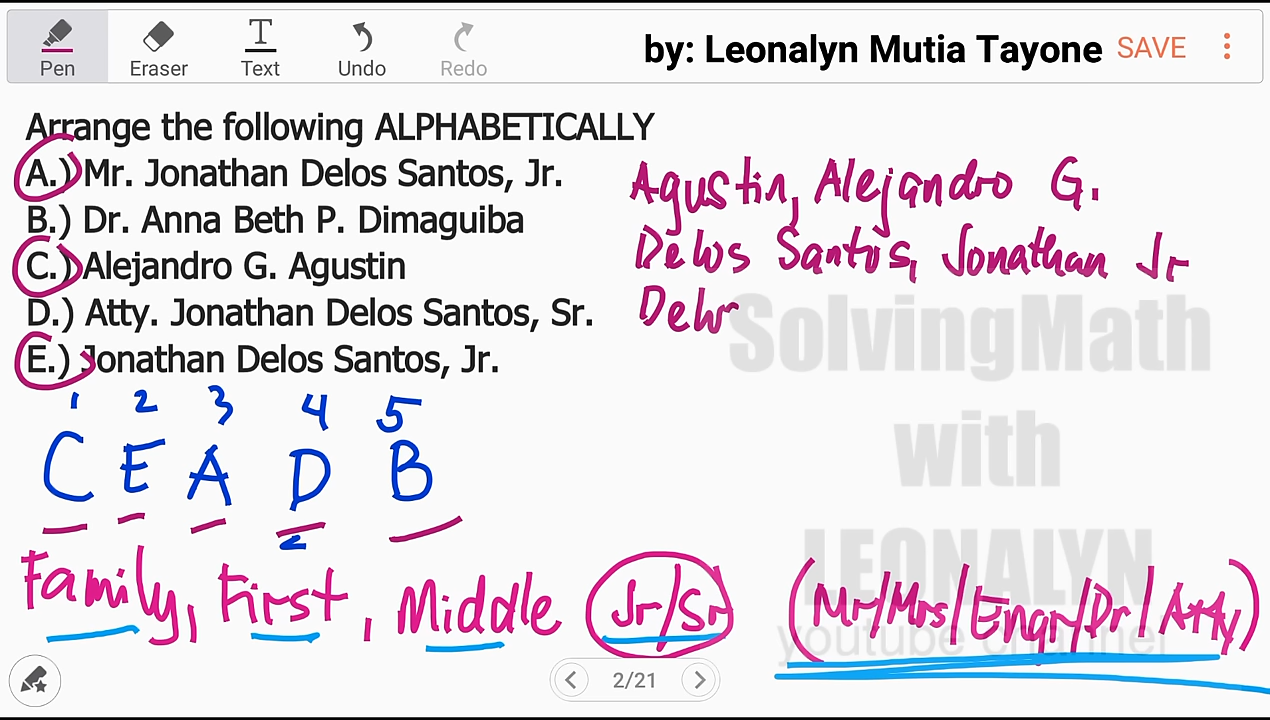 Pen Eraser Text Undo Redo by: Leonalyn Mutia Tayone SAVE
Arrange the following ALPHABETICALLY
A.) Mr. Jonathan Delos Santos, Jr.
B.) Dr. Anna Beth P. Dimaguiba
C.) Alejandro G. Agustin
D.) Atty. Jonathan Delos Santos, Sr.
E.) Jonathan Delos Santos, Jr.
Agustin, Alejandro G.
Delos Santos, Jonathan Jr
Delos
SolvingMath
with
LEONALYN
youtube channel
1 2 3 4 5
C E A D B
Family, First, Middle Jr/Sr (Mr/Mrs/Engr/Dr/Atty)
2/21